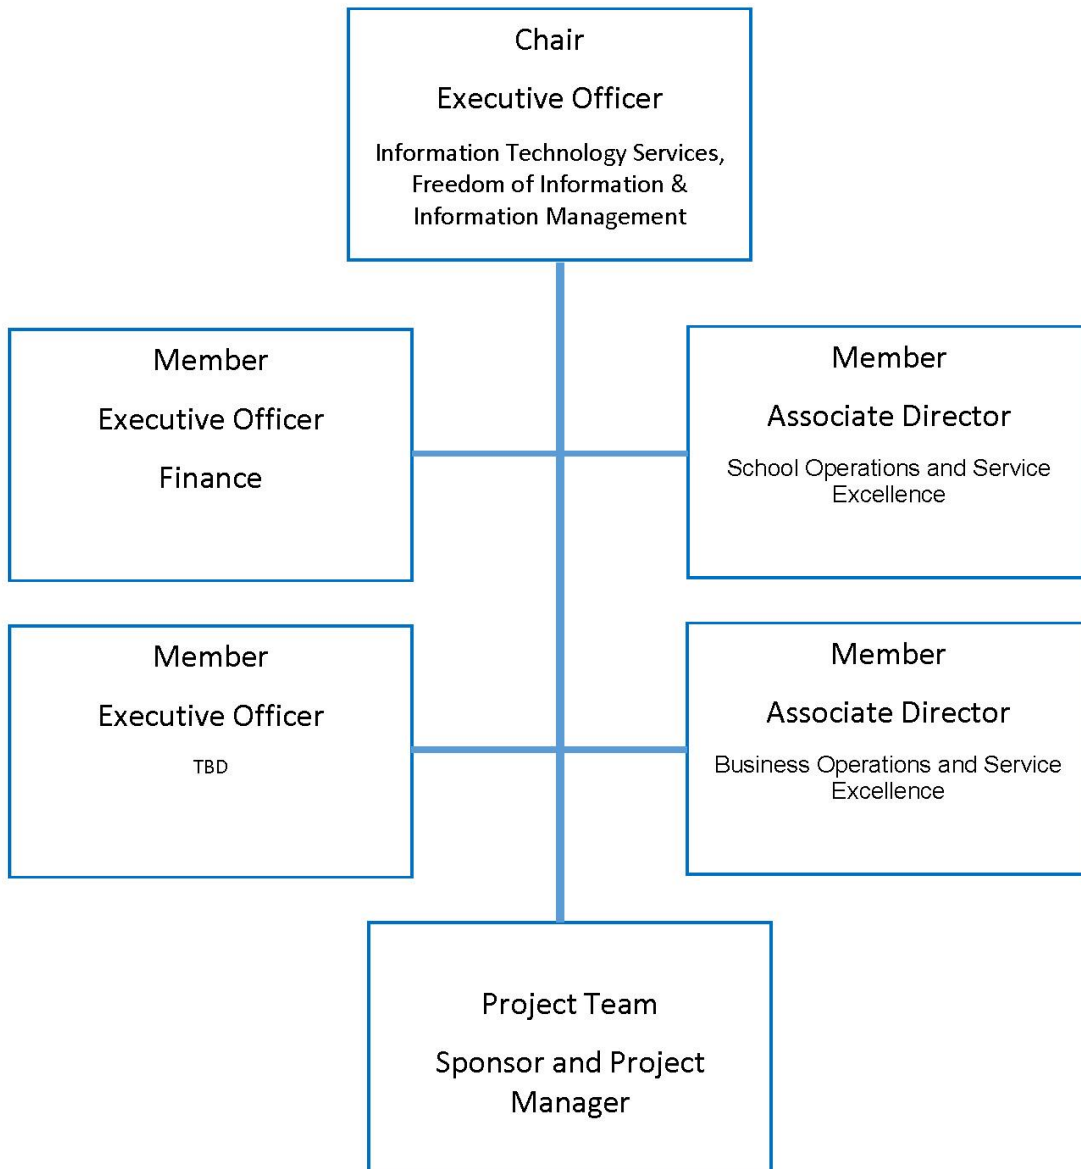 Chair
Executive Officer
Information Technology Services,
Freedom of Information &
Information Management
Member
Executive Officer
Finance
Member
Associate Director
School Operations and Service
Excellence
Member
Executive Officer
TBD
Member
Associate Director
Business Operations and Service
Excellence
Project Team
Sponsor and Project
Manager